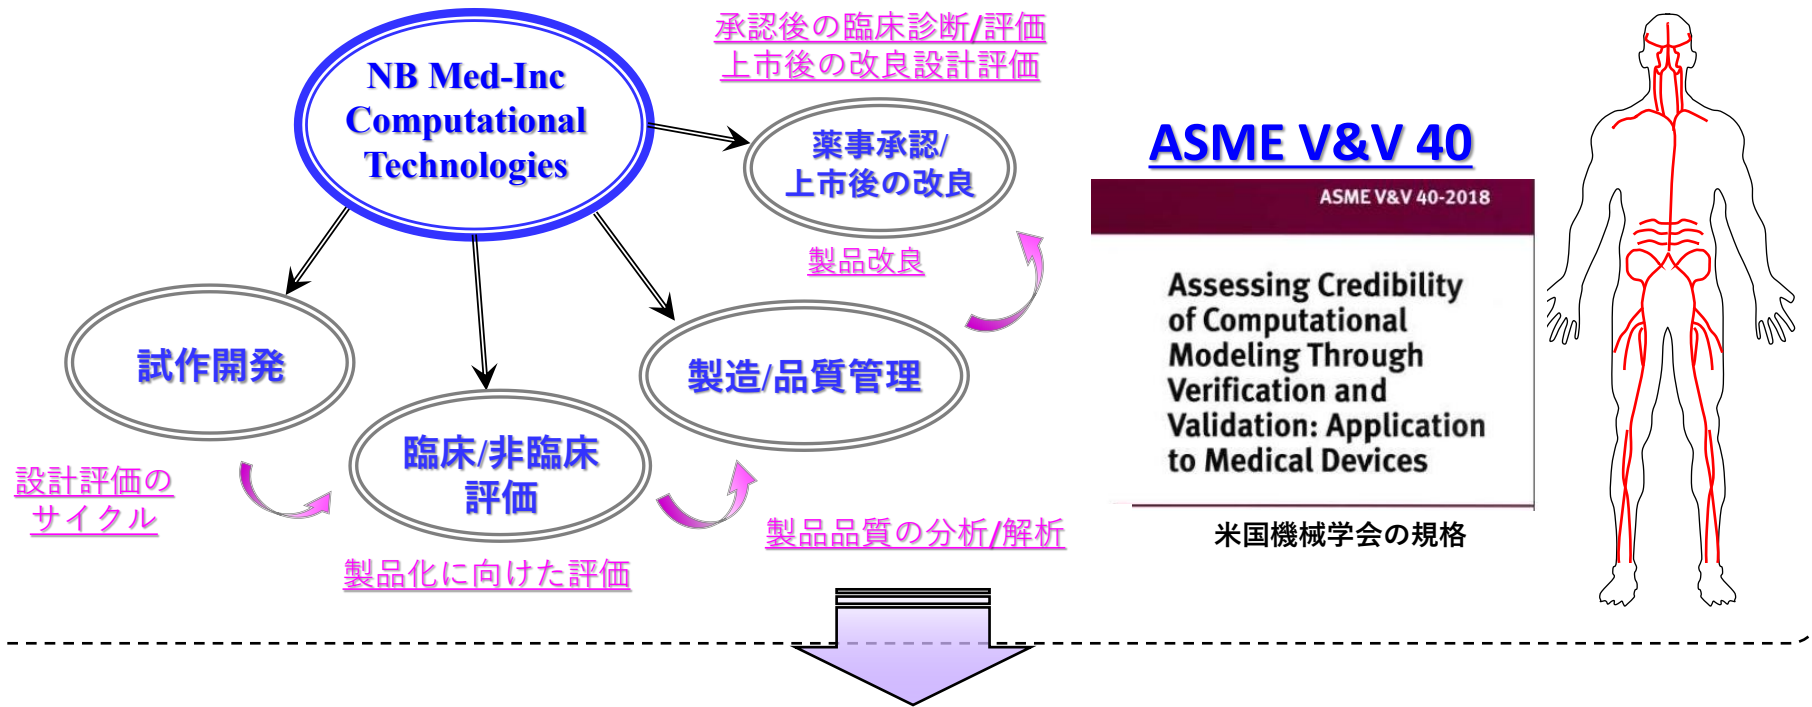 NB Med-Inc
Computational
Technologies
承認後の臨床診断/評価
上市後の改良設計評価
薬事承認/
上市後の改良
製品改良
試作開発
設計評価の
サイクル
臨床/非臨床
評価
製品化に向けた評価
製造/品質管理
製品品質の分析/解析
ASME V&V 40
ASME V&V 40-2018
Assessing Credibility
of Computational
Modeling Through
Verification and
Validation: Application
to Medical Devices
米国機械学会の規格